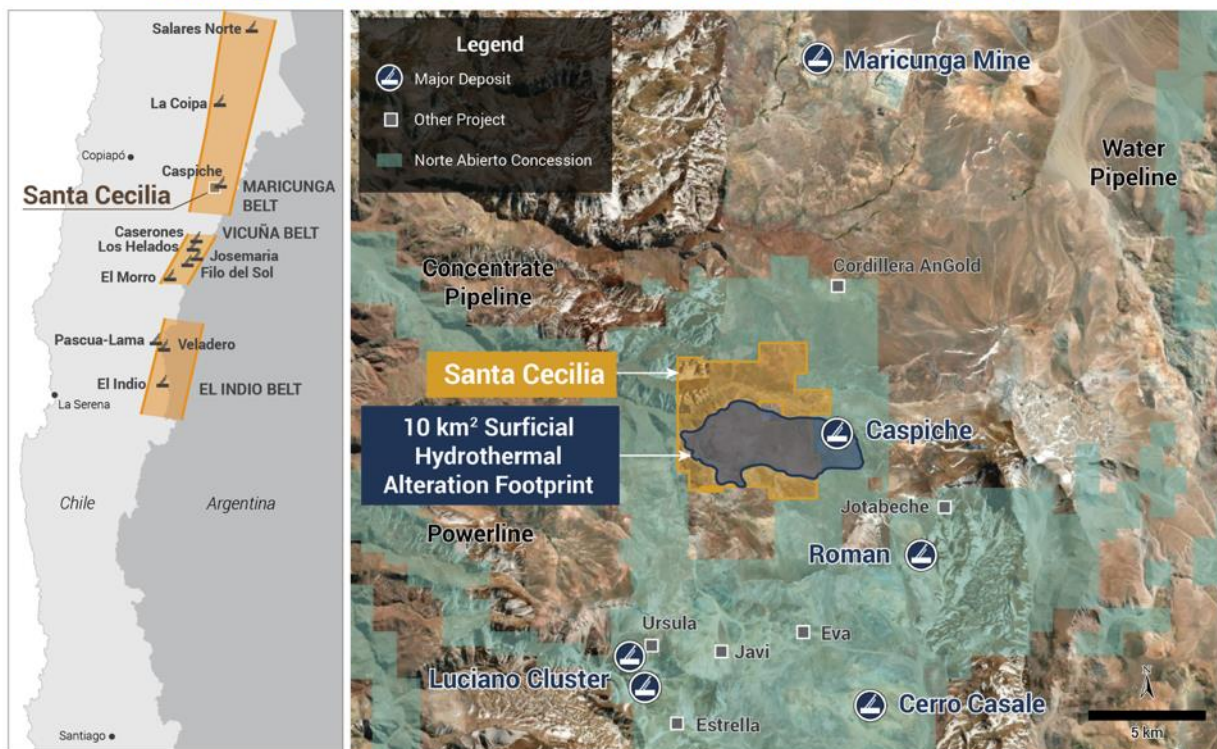 Salares Norte
La Coipa
Copiapó
Caspiche
Santa Cecilia
MARICUNGA
BELT
Caserones
VICUÑA BELT
Los Helados
Josemaria
Filo del Sol
El Morro
Pascua-Lama
Veladero
El Indio
EL INDIO BELT
La Serena
Chile
Argentina
Santiago
Legend
Major Deposit
Other Project
Norte Abierto Concession
Maricunga Mine
Water
Pipeline
Concentrate
Pipeline
Cordillera AnGold
Santa Cecilia
10 km² Surficial
Hydrothermal
Alteration Footprint
Caspiche
Powerline
Jotabeche
Roman
Ursula
Eva
Javi
Luciano Cluster
Cerro Casale
Estrella
N
5 km